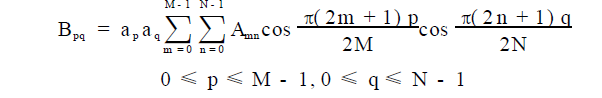 B_pq = a_p a_q ∑_{m=0}^{M-1} ∑_{n=0}^{N-1} A_mn cos π(2m + 1)p / 2M cos π(2n + 1)q / 2N
0 ⩽ p ⩽ M - 1, 0 ⩽ q ⩽ N - 1